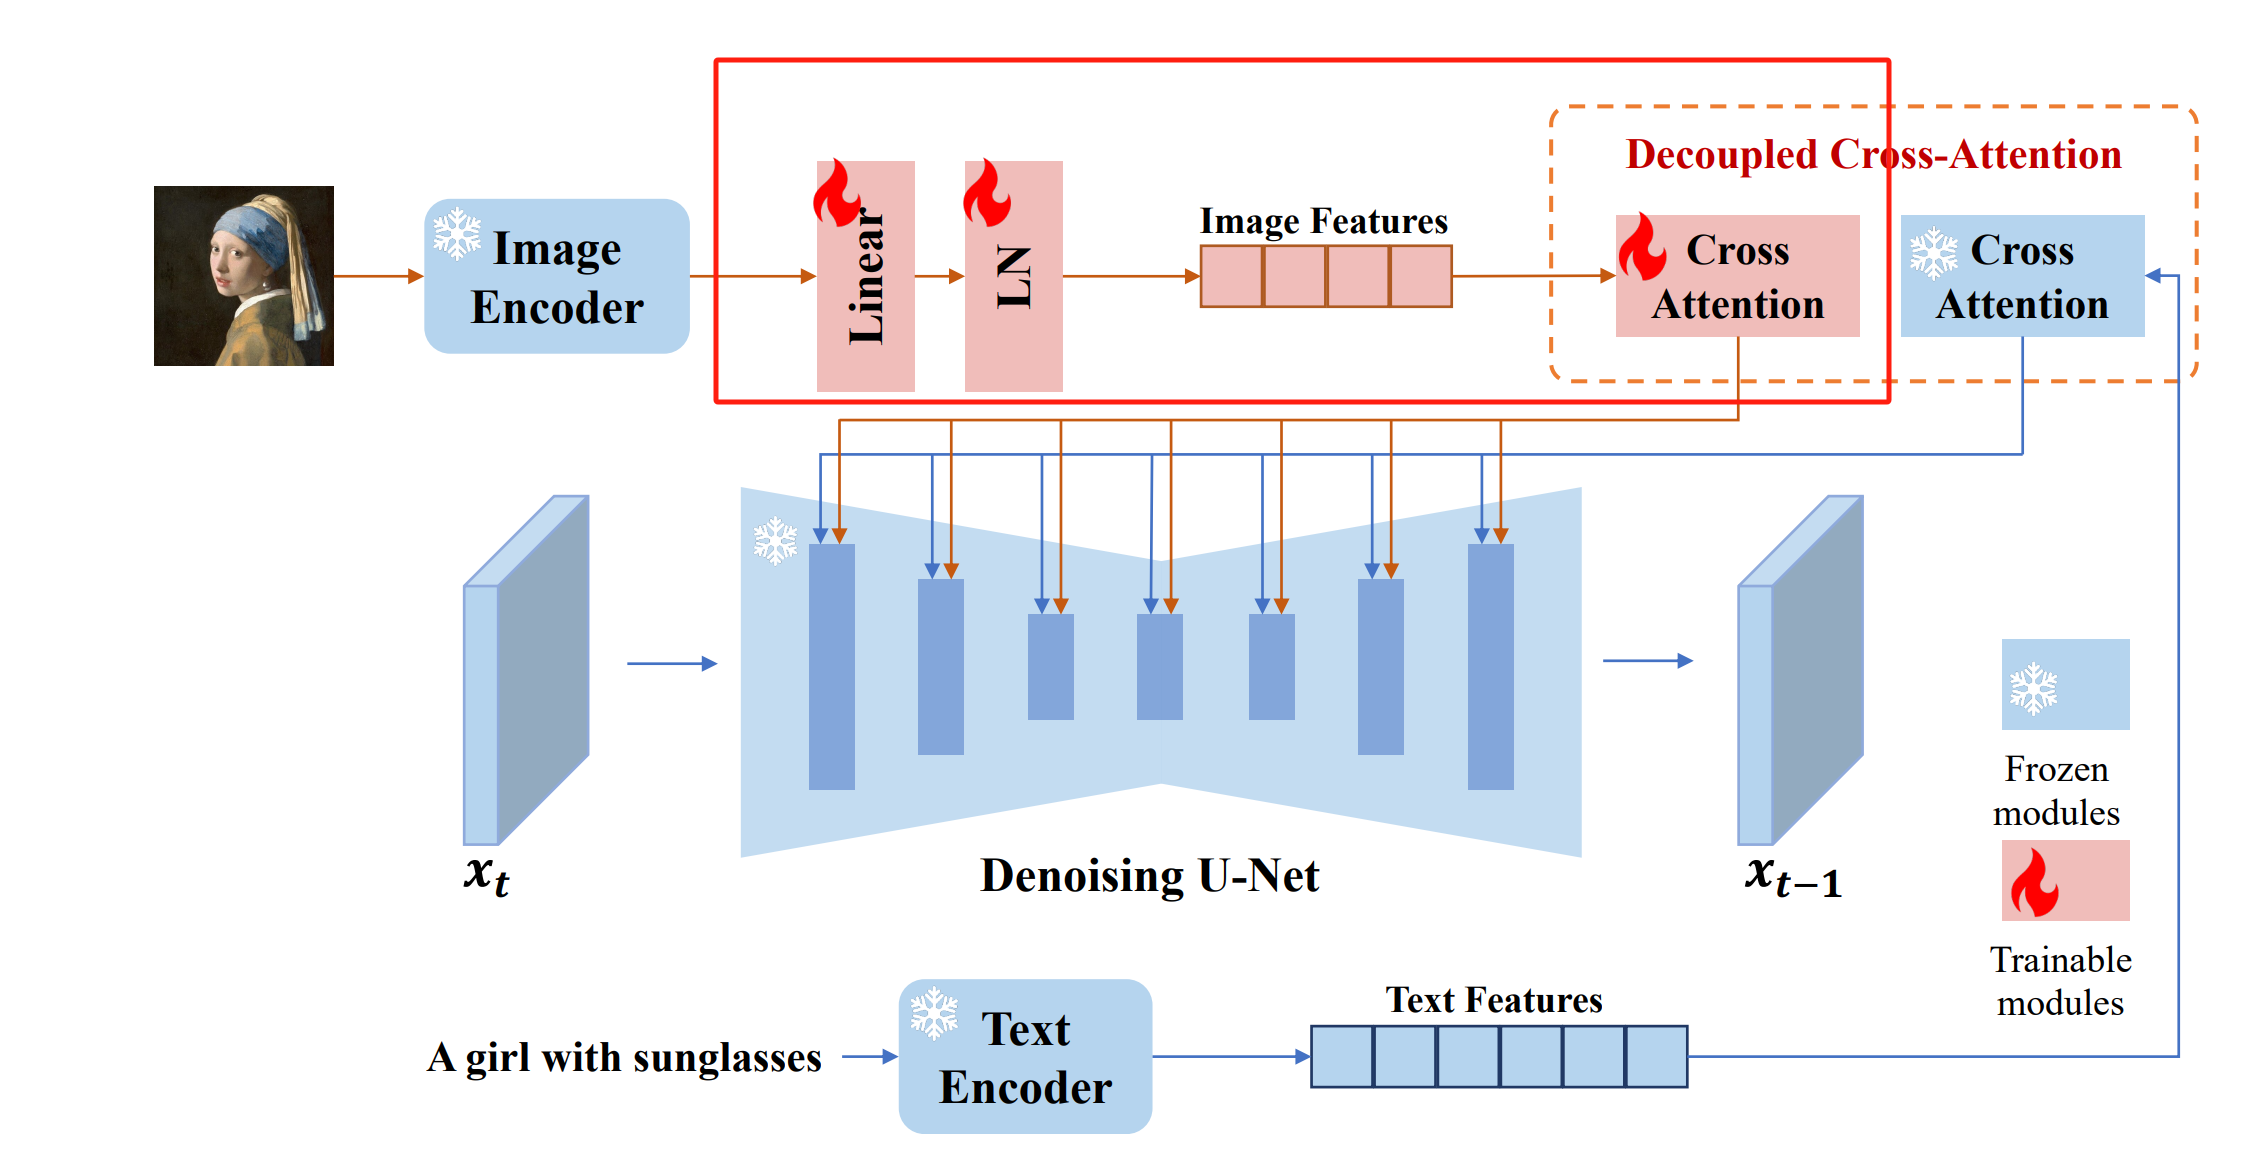 Decoupled Cross-Attention
Image
Encoder
Linear
LN
Image Features
Cross
Attention
Cross
Attention
x_t
Denoising U-Net
x_{t-1}
Frozen
modules
Trainable
modules
A girl with sunglasses
Text
Encoder
Text Features